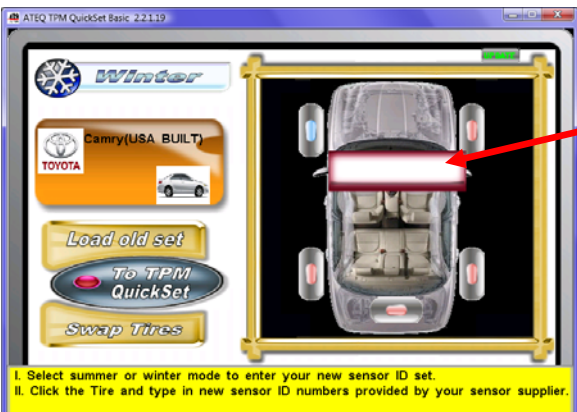 ATEQ TPM QuickSet Basic 2.2.1.19
Winter
Camry(USA BUILT)
TOYOTA
Load old set
To TPM
QuickSet
Swap Tires
I. Select summer or winter mode to enter your new sensor ID set.
II. Click the Tire and type in new sensor ID numbers provided by your sensor supplier.